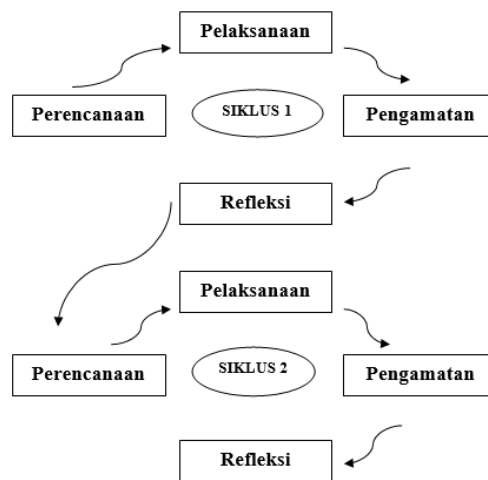 Pelaksanaan
Perencanaan
SIKLUS 1
Pengamatan
Refleksi
Pelaksanaan
Perencanaan
SIKLUS 2
Pengamatan
Refleksi